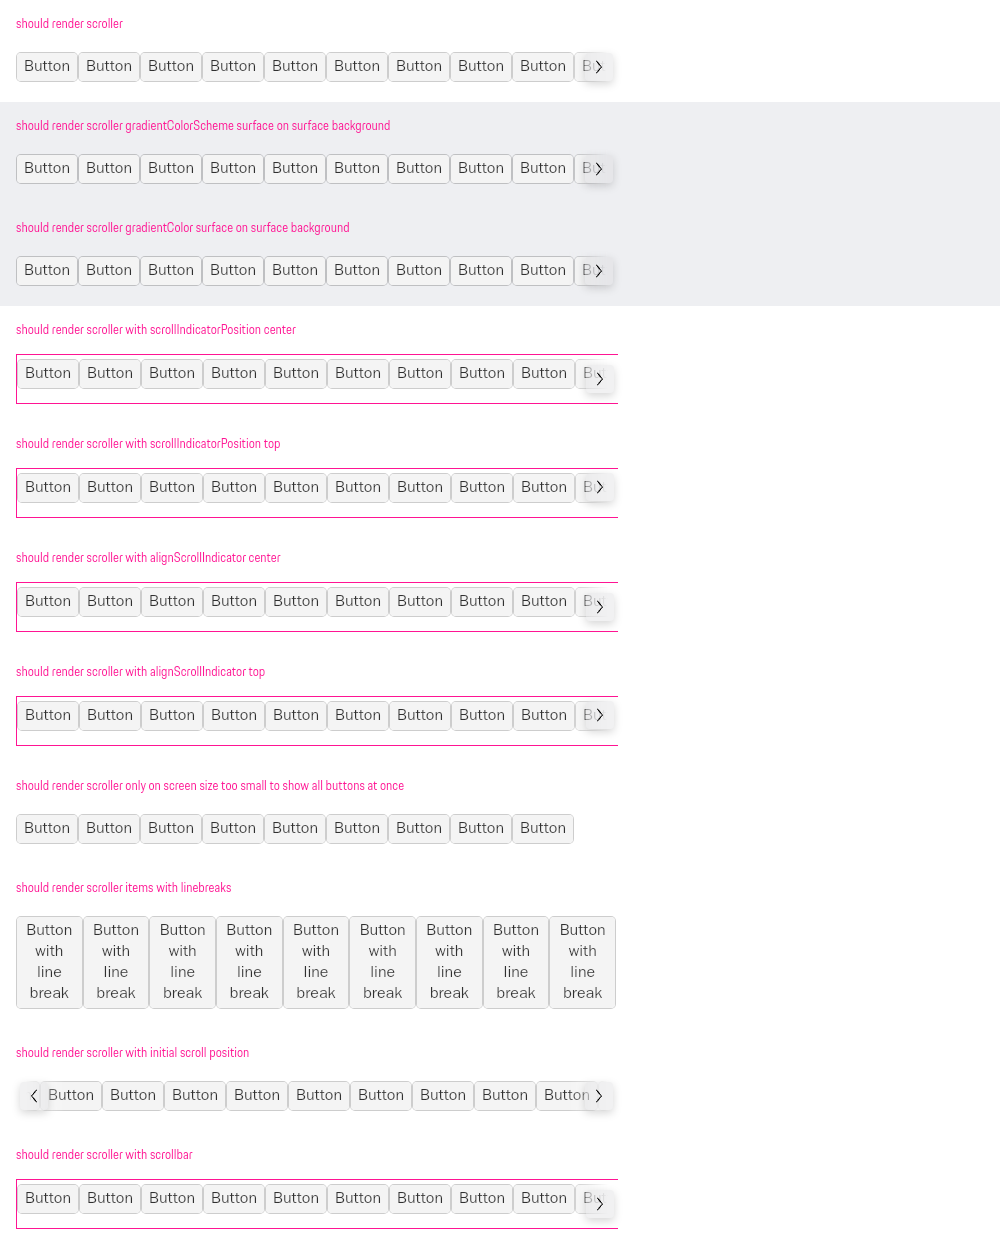 should render scroller
Button Button Button Button Button Button Button Button Button But
should render scroller gradientColorScheme surface on surface background
Button Button Button Button Button Button Button Button Button But
should render scroller gradientColor surface on surface background
Button Button Button Button Button Button Button Button Button But
should render scroller with scrollIndicatorPosition center
Button Button Button Button Button Button Button Button Button But
should render scroller with scrollIndicatorPosition top
Button Button Button Button Button Button Button Button Button But
should render scroller with alignScrollIndicator center
Button Button Button Button Button Button Button Button Button But
should render scroller with alignScrollIndicator top
Button Button Button Button Button Button Button Button Button But
should render scroller only on screen size too small to show all buttons at once
Button Button Button Button Button Button Button Button Button
should render scroller items with linebreaks
Button Button Button Button Button Button Button Button Button
with with with with with with with with with
line line line line line line line line line
break break break break break break break break break
should render scroller with initial scroll position
Button Button Button Button Button Button Button Button Button
should render scroller with scrollbar
Button Button Button Button Button Button Button Button Button But